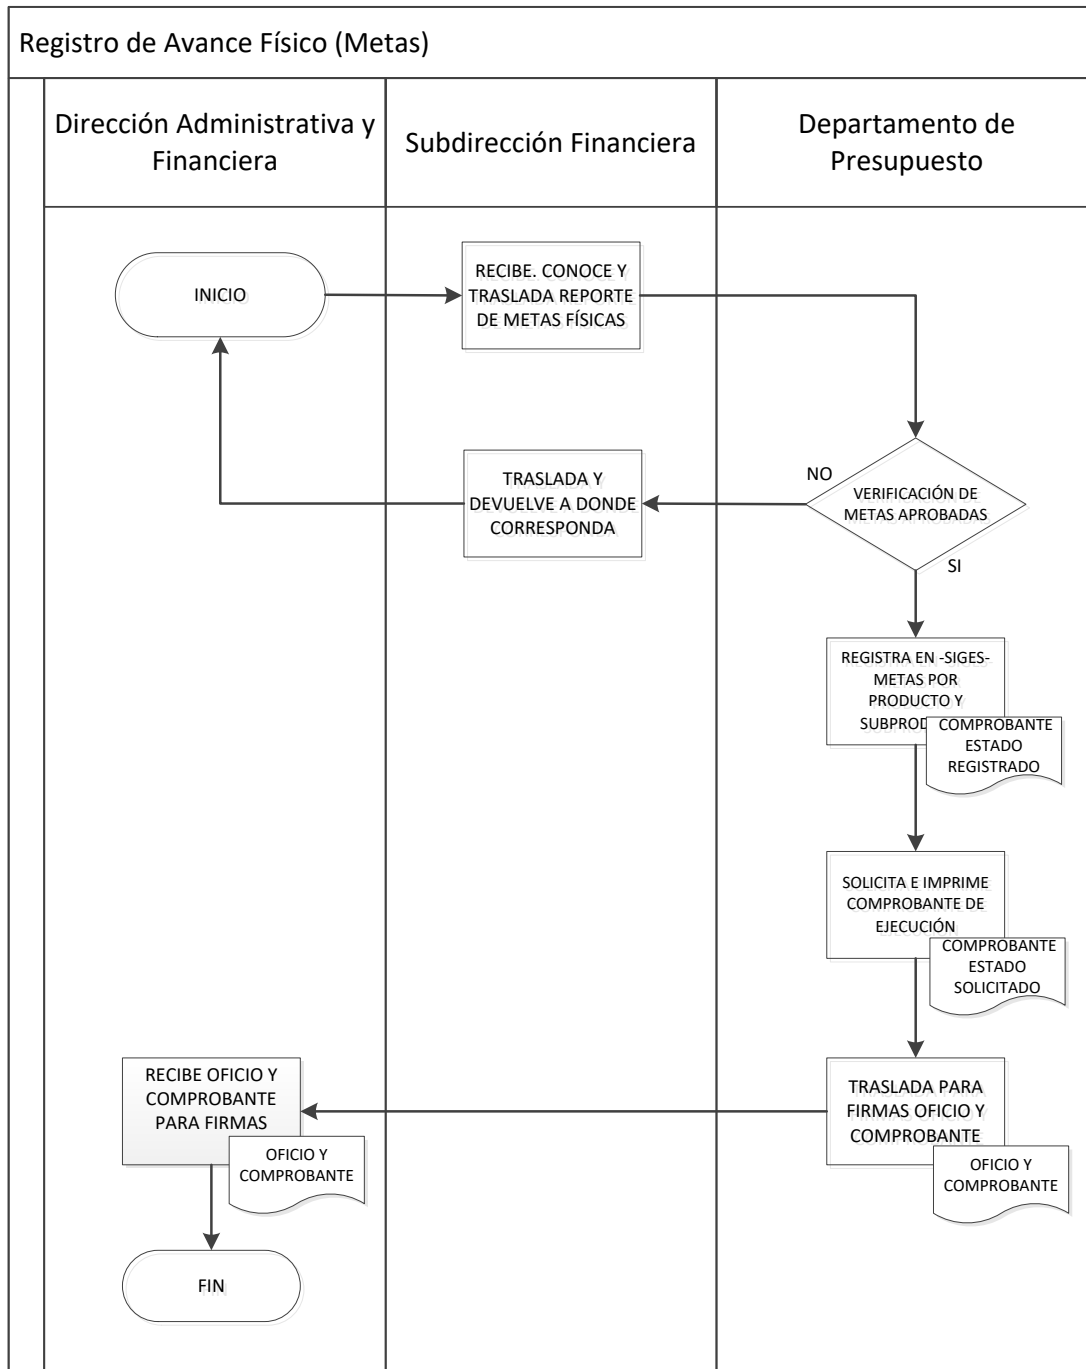 Registro de Avance Físico (Metas)
Dirección Administrativa y
Financiera
Subdirección Financiera
Departamento de
Presupuesto
INICIO
RECIBE. CONOCE Y
TRASLADA REPORTE
DE METAS FÍSICAS
NO
VERIFICACIÓN DE
METAS APROBADAS
SI
TRASLADA Y
DEVUELVE A DONDE
CORRESPONDA
REGISTRA EN -SIGES-
METAS POR
PRODUCTO Y
COMPROBANTE
ESTADO
REGISTRADO
SOLICITA E IMPRIME
COMPROBANTE DE
EJECUCIÓN
COMPROBANTE
ESTADO
SOLICITADO
TRASLADA PARA
FIRMAS OFICIO Y
COMPROBANTE
OFICIO Y
COMPROBANTE
RECIBE OFICIO Y
COMPROBANTE
PARA FIRMAS
OFICIO Y
COMPROBANTE
FIN